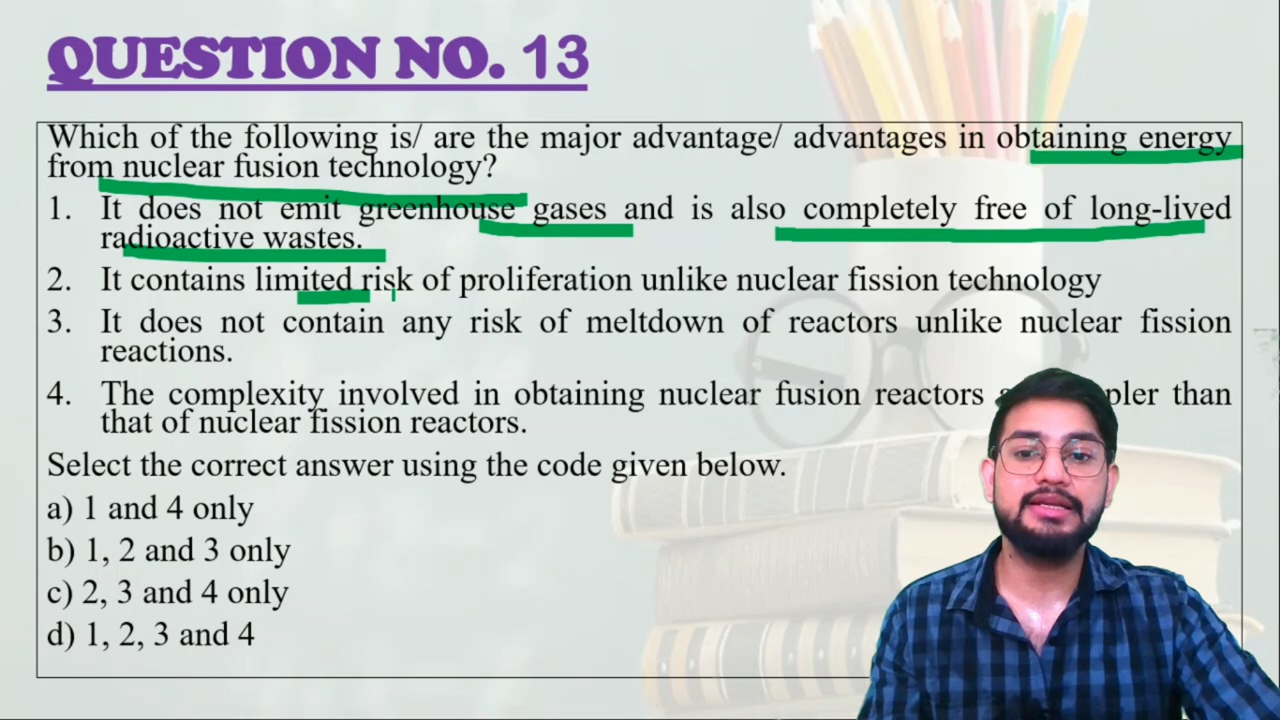 QUESTION NO. 13
Which of the following is/ are the major advantage/ advantages in obtaining energy
from nuclear fusion technology?
1. It does not emit greenhouse gases and is also completely free of long-lived
radioactive wastes.
2. It contains limited risk of proliferation unlike nuclear fission technology
3. It does not contain any risk of meltdown of reactors unlike nuclear fission
reactions.
4. The complexity involved in obtaining nuclear fusion reactors than
that of nuclear fission reactors.
Select the correct answer using the code given below.
a) 1 and 4 only
b) 1, 2 and 3 only
c) 2, 3 and 4 only
d) 1, 2, 3 and 4